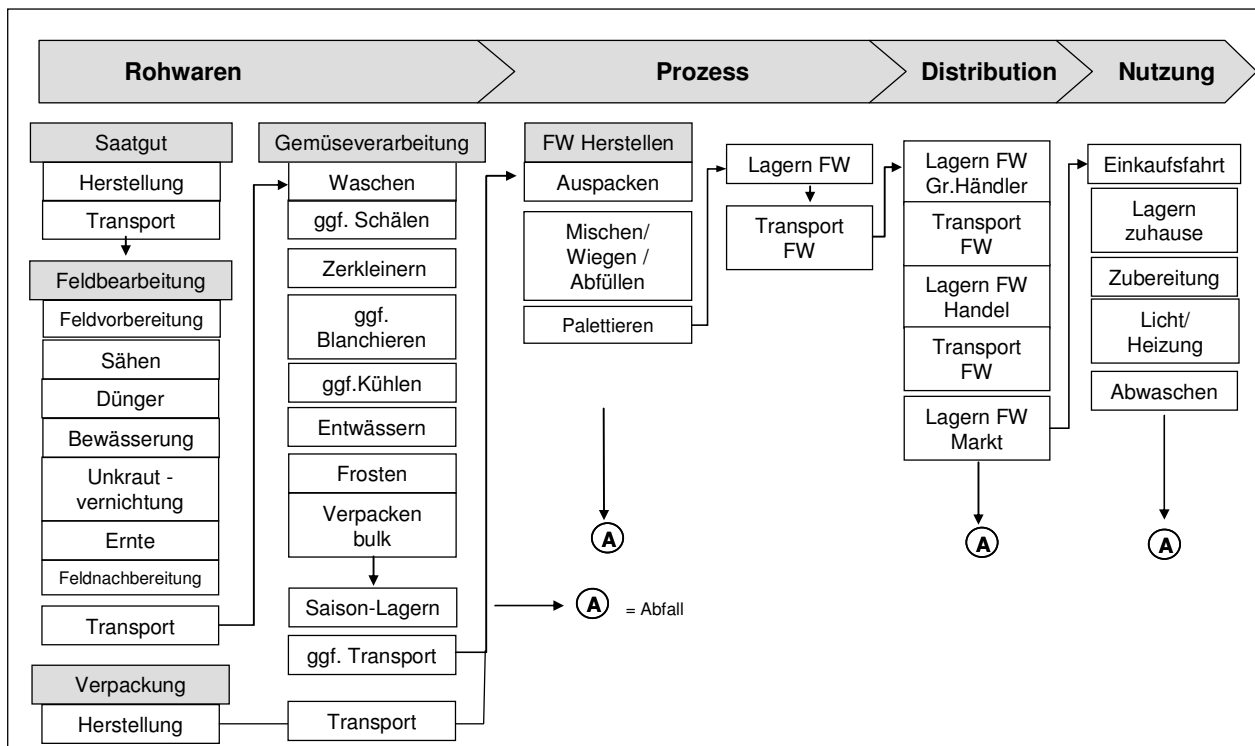 Rohwaren
Prozess
Distribution
Nutzung
Saatgut
Herstellung
Transport
Feldbearbeitung
Feldvorbereitung
Sähen
Dünger
Bewässerung
Unkraut -
vernichtung
Ernte
Feldnachbereitung
Transport
Verpackung
Herstellung
Gemüseverarbeitung
Waschen
ggf. Schälen
Zerkleinern
ggf.
Blanchieren
ggf.Kühlen
Entwässern
Frosten
Verpacken
bulk
Saison-Lagern
ggf. Transport
Transport
FW Herstellen
Auspacken
Mischen/
Wiegen /
Abfüllen
Palettieren
A
A = Abfall
Lagern FW
Transport
FW
Lagern FW
Gr.Händler
Transport
FW
Lagern FW
Handel
Transport
FW
Lagern FW
Markt
A
Einkaufsfahrt
Lagern
zuhause
Zubereitung
Licht/
Heizung
Abwaschen
A